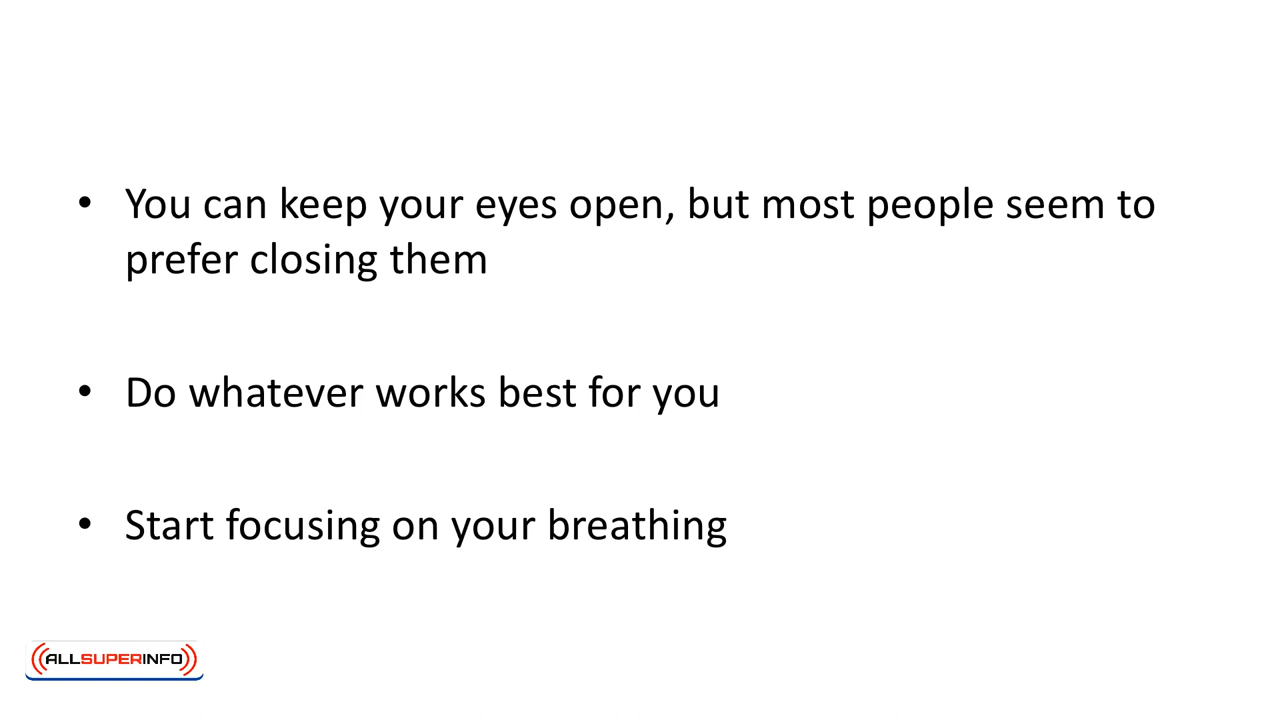 • You can keep your eyes open, but most people seem to
prefer closing them
• Do whatever works best for you
• Start focusing on your breathing
ALLSUPERINFO